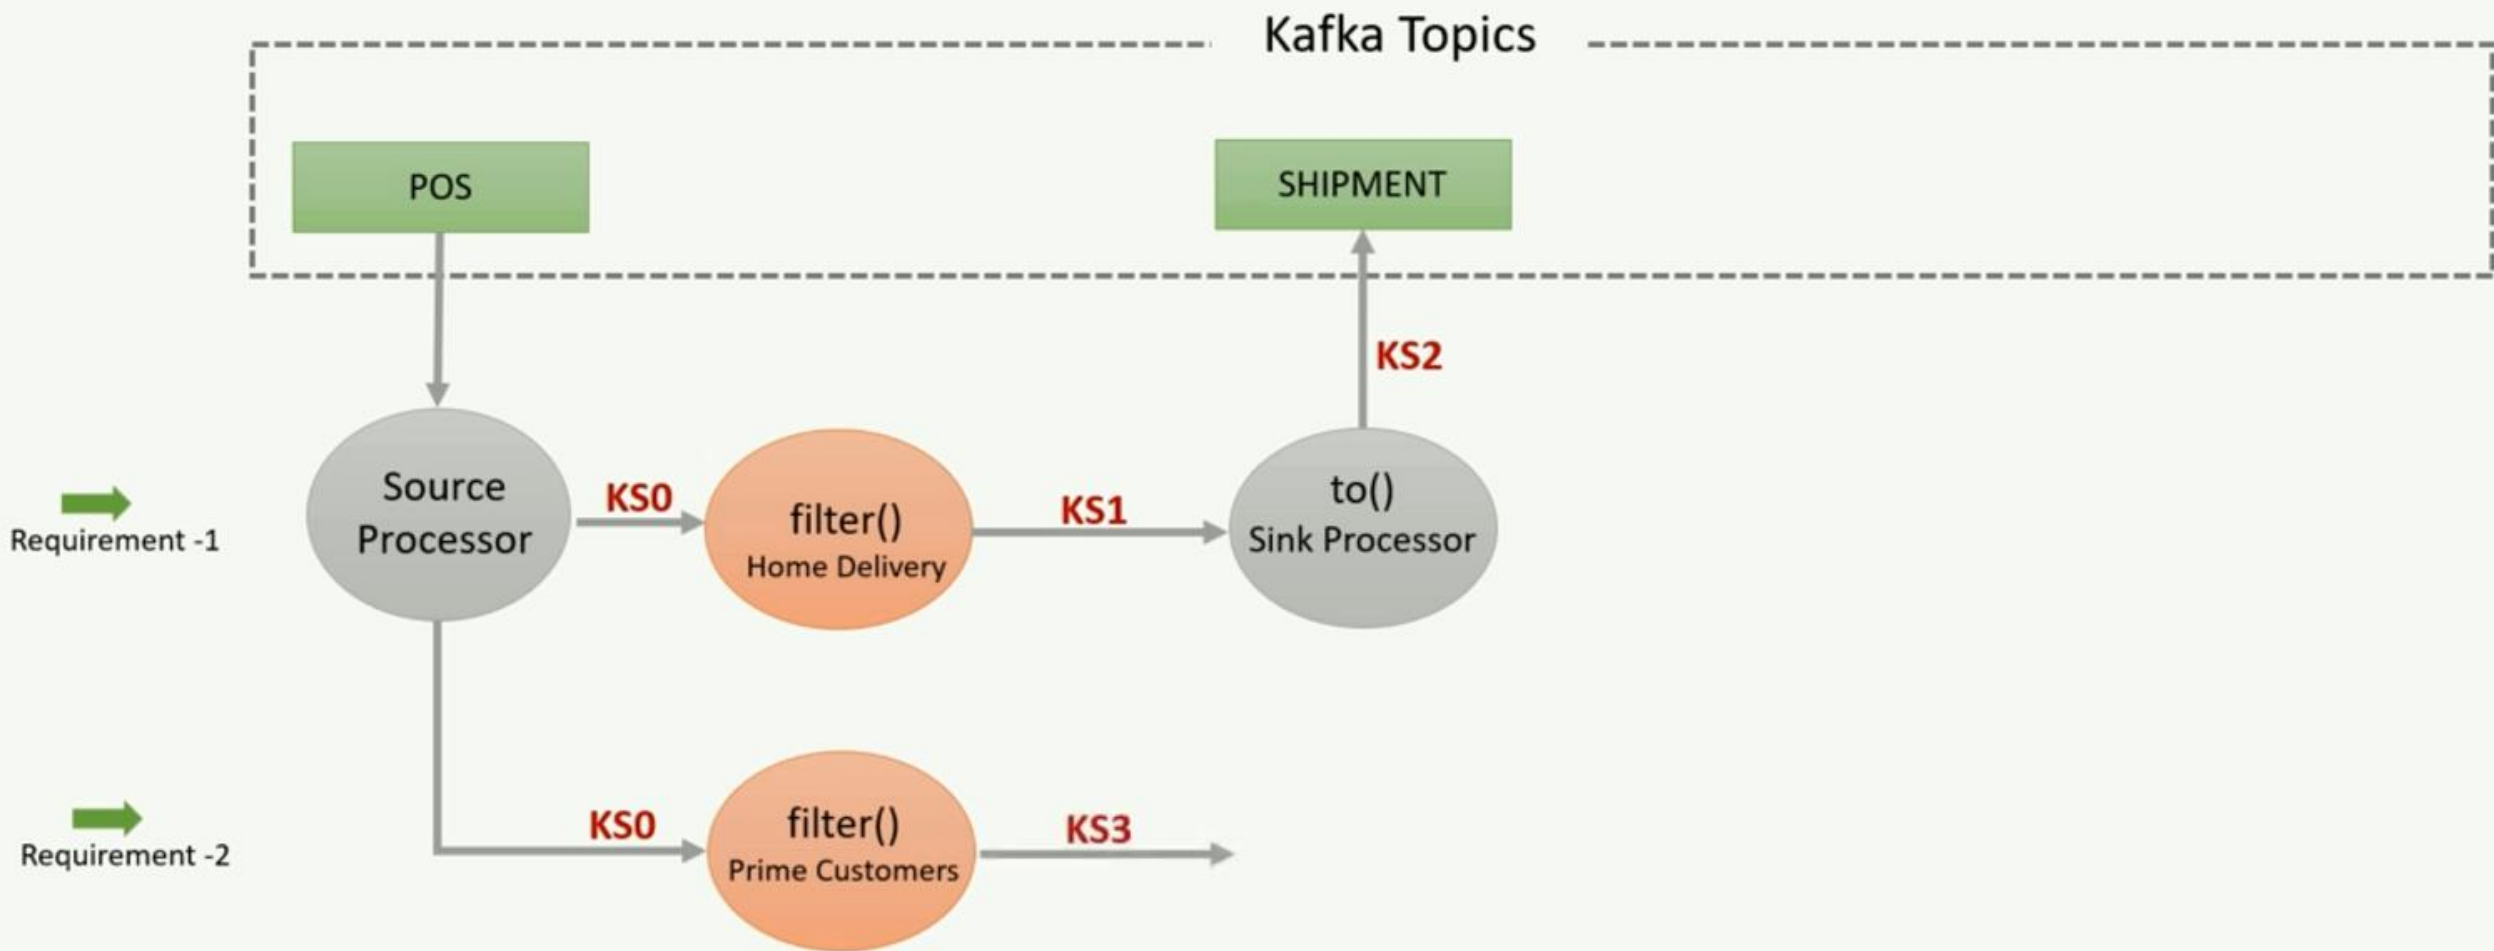 Kafka Topics
POS
SHIPMENT
KS2
Requirement -1
Source
Processor
KS0
filter()
Home Delivery
KS1
to()
Sink Processor
Requirement -2
KS0
filter()
Prime Customers
KS3